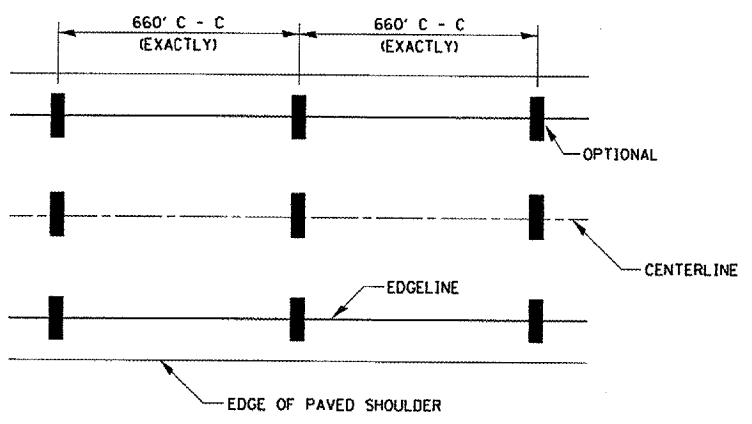 660' C - C
(EXACTLY)
660' C - C
(EXACTLY)
OPTIONAL
CENTERLINE
EDGELINE
EDGE OF PAVED SHOULDER